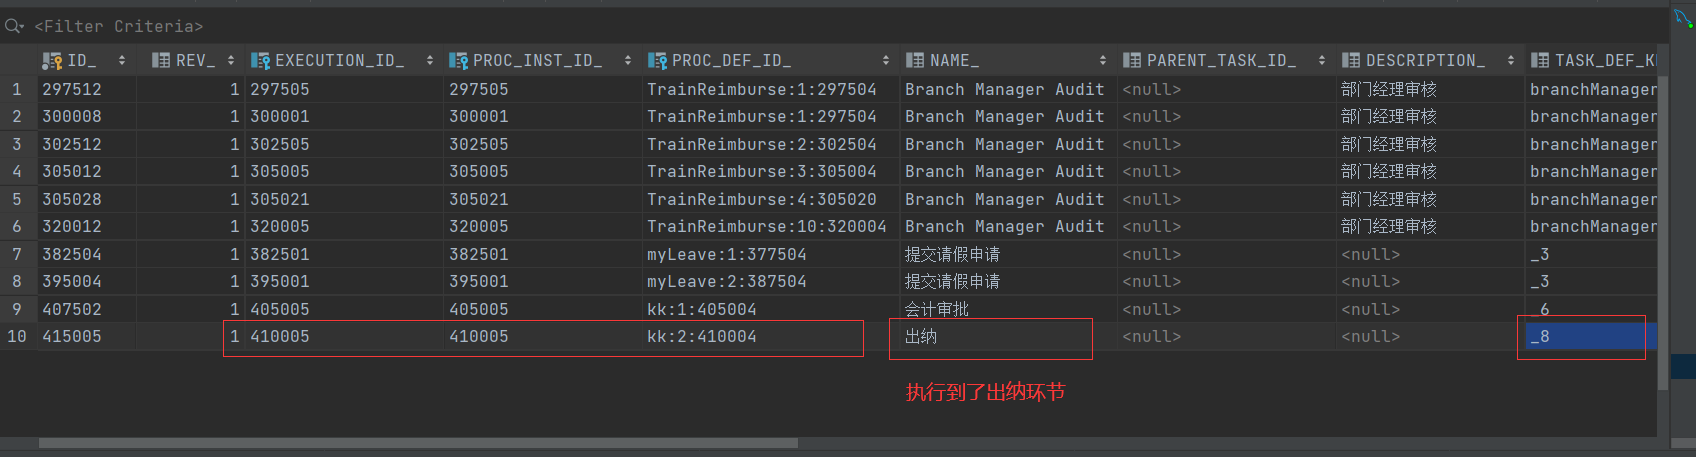 <Filter Criteria>
ID_ REV_ EXECUTION_ID_ PROC_INST_ID_ PROC_DEF_ID_ NAME_ PARENT_TASK_ID_ DESCRIPTION_ TASK_DEF_K
1 297512 1 297505 297505 TrainReimburse:1:297504 Branch Manager Audit <null> 部门经理审核 branchManager
2 300008 1 300001 300001 TrainReimburse:1:297504 Branch Manager Audit <null> 部门经理审核 branchManager
3 302512 1 302505 302505 TrainReimburse:2:302504 Branch Manager Audit <null> 部门经理审核 branchManager
4 305012 1 305005 305005 TrainReimburse:3:305004 Branch Manager Audit <null> 部门经理审核 branchManager
5 305028 1 305021 305021 TrainReimburse:4:305020 Branch Manager Audit <null> 部门经理审核 branchManager
6 320012 1 320005 320005 TrainReimburse:10:320004 Branch Manager Audit <null> 部门经理审核 branchManager
7 382504 1 382501 382501 myLeave:1:377504 提交请假申请 <null> <null> _3
8 395004 1 395001 395001 myLeave:2:387504 提交请假申请 <null> <null> _3
9 407502 1 405005 405005 kk:1:405004 会计审批 <null> <null> _6
10 415005 1 410005 410005 kk:2:410004 出纳 <null> <null> _8
执行到了出纳环节